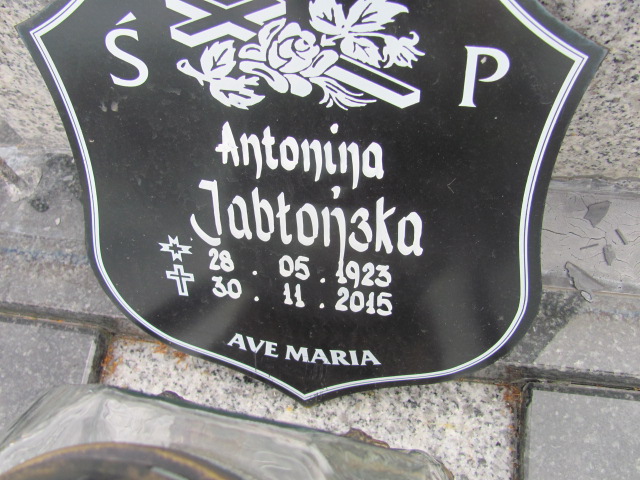 Ś P
Antonina
Jabłońska
28 . 05 . 1923
30 . 11 . 2015
AVE MARIA